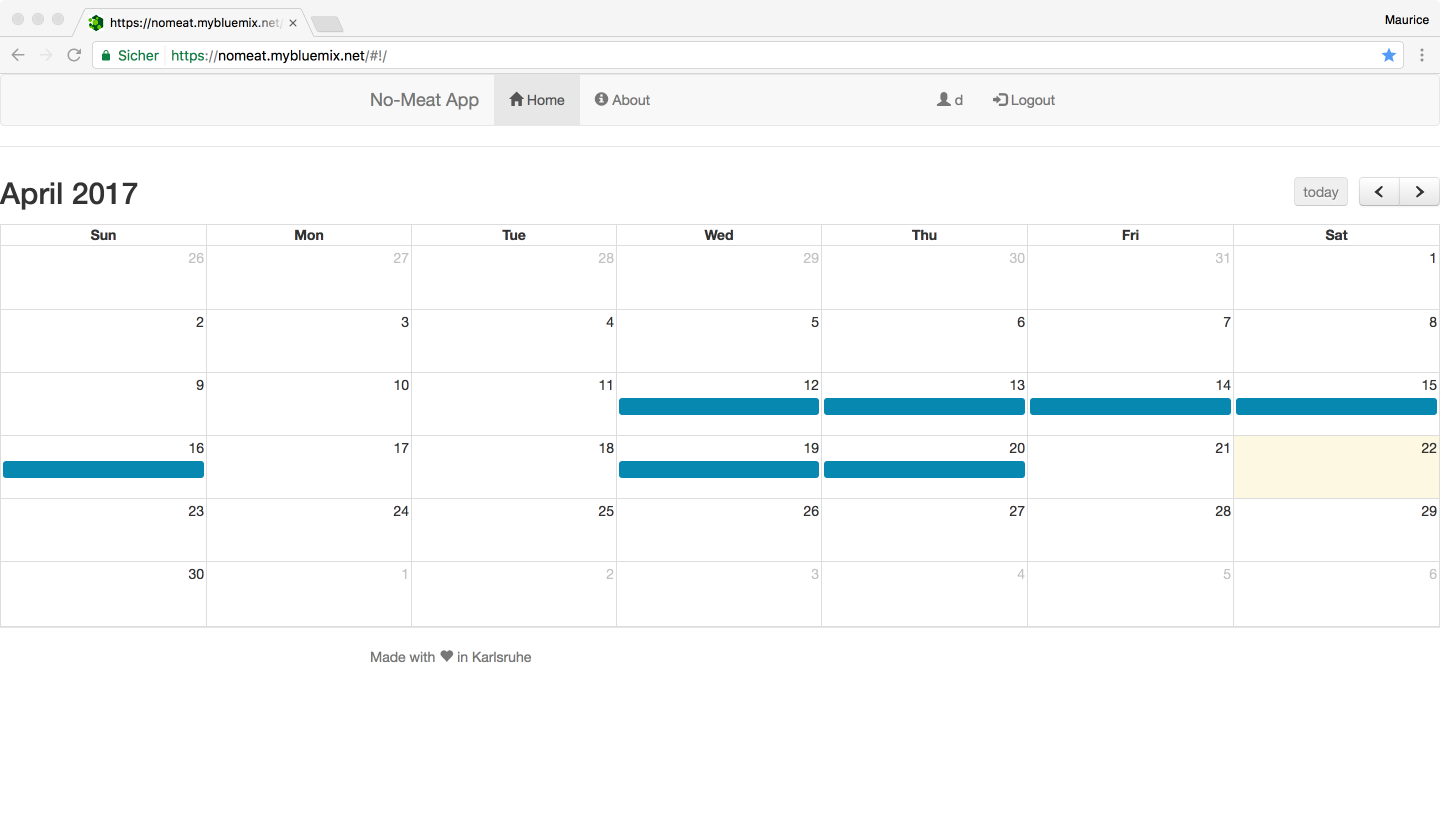 https://nomeat.mybluemix.net/
Maurice
Sicher https://nomeat.mybluemix.net/#!/
No-Meat App Home About d Logout
April 2017 today
Sun Mon Tue Wed Thu Fri Sat
26 27 28 29 30 31 1
2 3 4 5 6 7 8
9 10 11 12 13 14 15
16 17 18 19 20 21 22
23 24 25 26 27 28 29
30 1 2 3 4 5 6
Made with ♥ in Karlsruhe